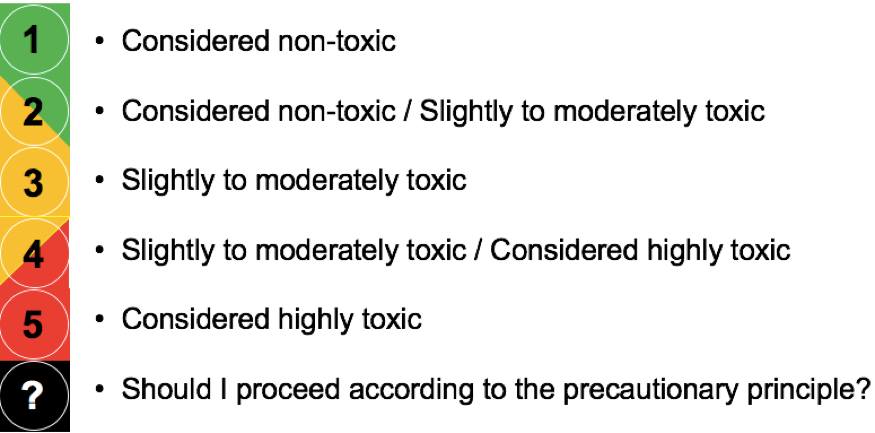 1 • Considered non-toxic
2 • Considered non-toxic / Slightly to moderately toxic
3 • Slightly to moderately toxic
4 • Slightly to moderately toxic / Considered highly toxic
5 • Considered highly toxic
? • Should I proceed according to the precautionary principle?